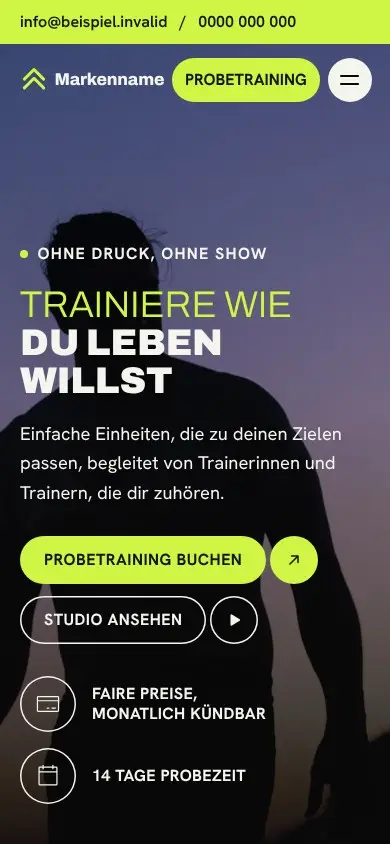 info@beispiel.invalid / 0000 000 000
Markenname
PROBETRAINING
OHNE DRUCK, OHNE SHOW
TRAINIERE WIE
DU LEBEN
WILLST
Einfache Einheiten, die zu deinen Zielen
passen, begleitet von Trainerinnen und
Trainern, die dir zuhören.
PROBETRAINING BUCHEN
STUDIO ANSEHEN
FAIRE PREISE,
MONATLICH KÜNDBAR
14 TAGE PROBEZEIT